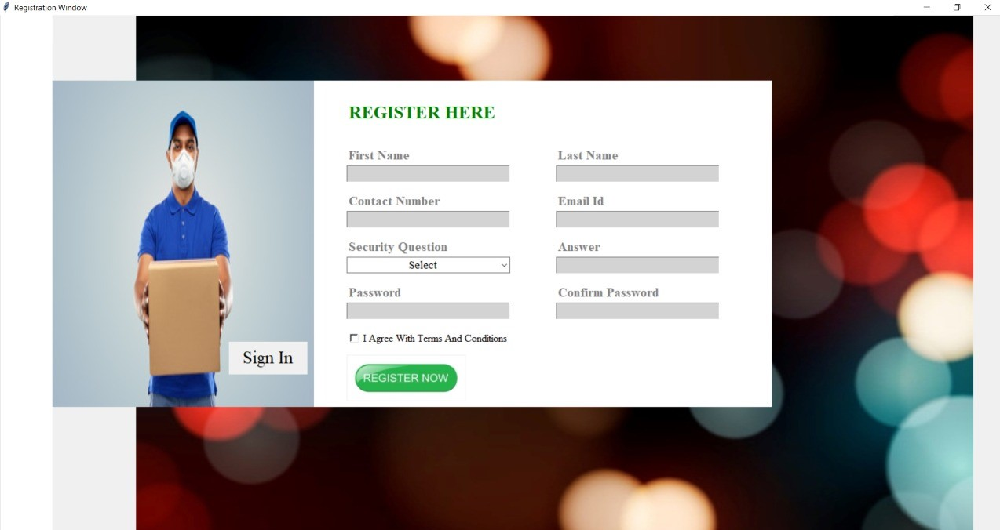 Registration Window
REGISTER HERE
First Name
Last Name
Contact Number
Email Id
Security Question
Answer
Select
Password
Confirm Password
I Agree With Terms And Conditions
Sign In
REGISTER NOW